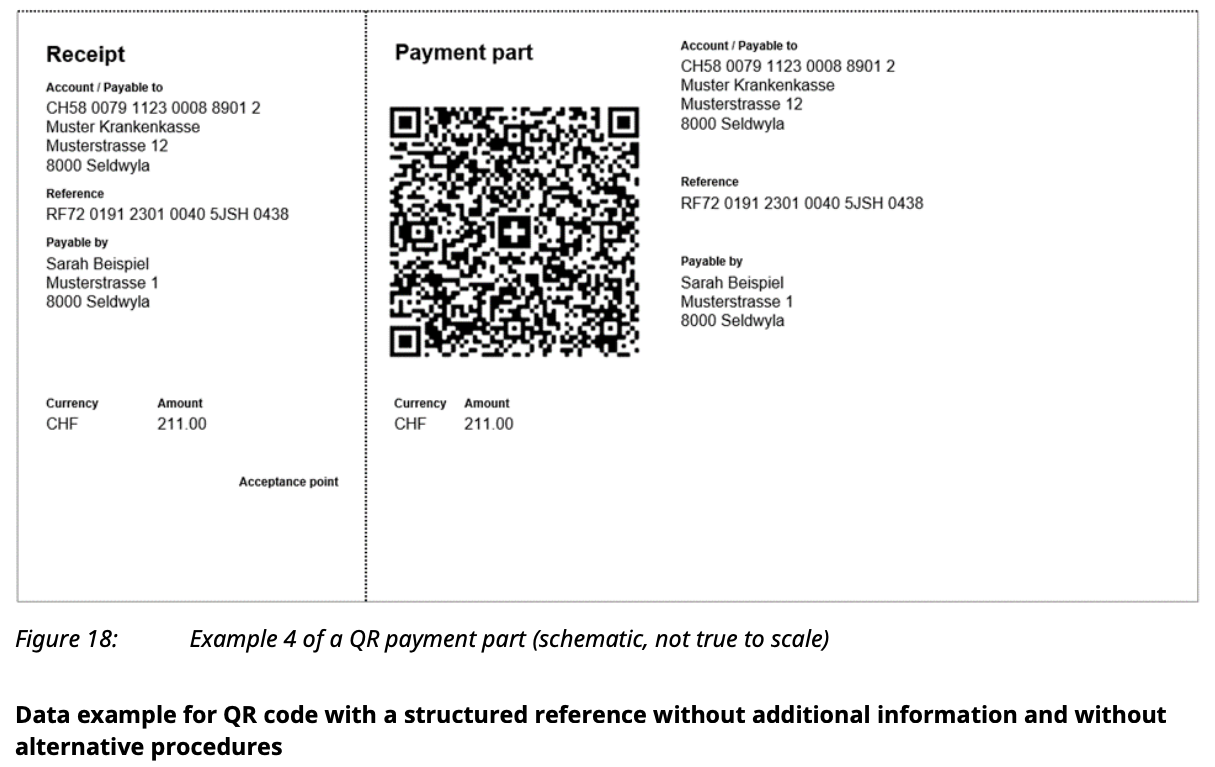 Receipt
Account / Payable to
CH58 0079 1123 0008 8901 2
Muster Krankenkasse
Musterstrasse 12
8000 Seldwyla
Reference
RF72 0191 2301 0040 5JSH 0438
Payable by
Sarah Beispiel
Musterstrasse 1
8000 Seldwyla
Currency Amount
CHF 211.00
Acceptance point
Payment part
Currency Amount
CHF 211.00
Account / Payable to
CH58 0079 1123 0008 8901 2
Muster Krankenkasse
Musterstrasse 12
8000 Seldwyla
Reference
RF72 0191 2301 0040 5JSH 0438
Payable by
Sarah Beispiel
Musterstrasse 1
8000 Seldwyla
Figure 18: Example 4 of a QR payment part (schematic, not true to scale)
Data example for QR code with a structured reference without additional information and without
alternative procedures